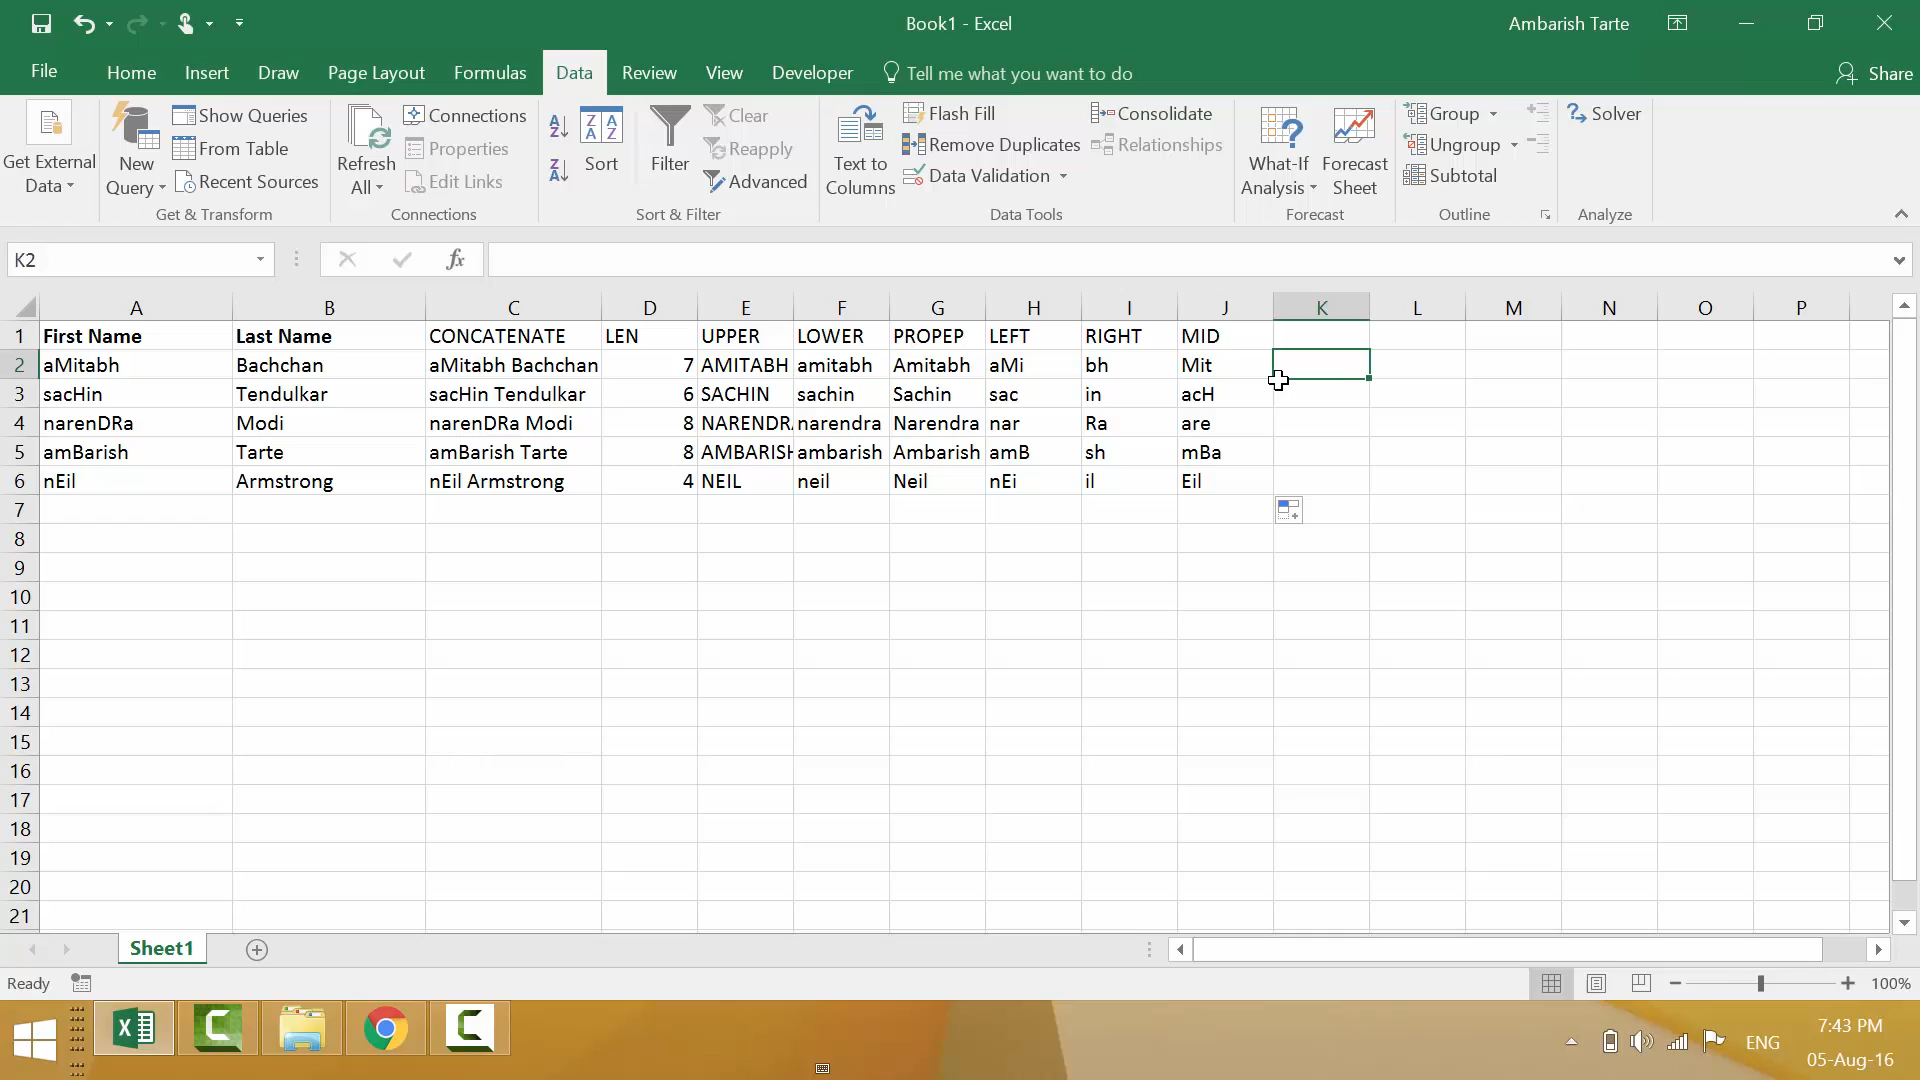 Book1 - Excel
Ambarish Tarte
File Home Insert Draw Page Layout Formulas Data Review View Developer Tell me what you want to do Share
Get External Data
New Query
Show Queries
From Table
Recent Sources
Get & Transform
Refresh All
Connections
Properties
Edit Links
Connections
Sort
Filter
Clear
Reapply
Advanced
Sort & Filter
Text to Columns
Flash Fill
Remove Duplicates
Data Validation
Consolidate
Relationships
Data Tools
What-If Analysis
Forecast Sheet
Forecast
Group
Ungroup
Subtotal
Outline
Solver
Analyze
K2 fx
A B C D E F G H I J K L M N O P
1 First Name Last Name CONCATENATE LEN UPPER LOWER PROPEP LEFT RIGHT MID
2 aMitabh Bachchan aMitabh Bachchan 7 AMITABH amitabh Amitabh aMi bh Mit
3 sacHin Tendulkar sacHin Tendulkar 6 SACHIN sachin Sachin sac in acH
4 narenDRa Modi narenDRa Modi 8 NARENDRA narendra Narendra nar Ra are
5 amBarish Tarte amBarish Tarte 8 AMBARISH ambarish Ambarish amB sh mBa
6 nEil Armstrong nEil Armstrong 4 NEIL neil Neil nEi il Eil
7
8
9
10
11
12
13
14
15
16
17
18
19
20
21
Sheet1
Ready
100%
ENG
7:43 PM
05-Aug-16